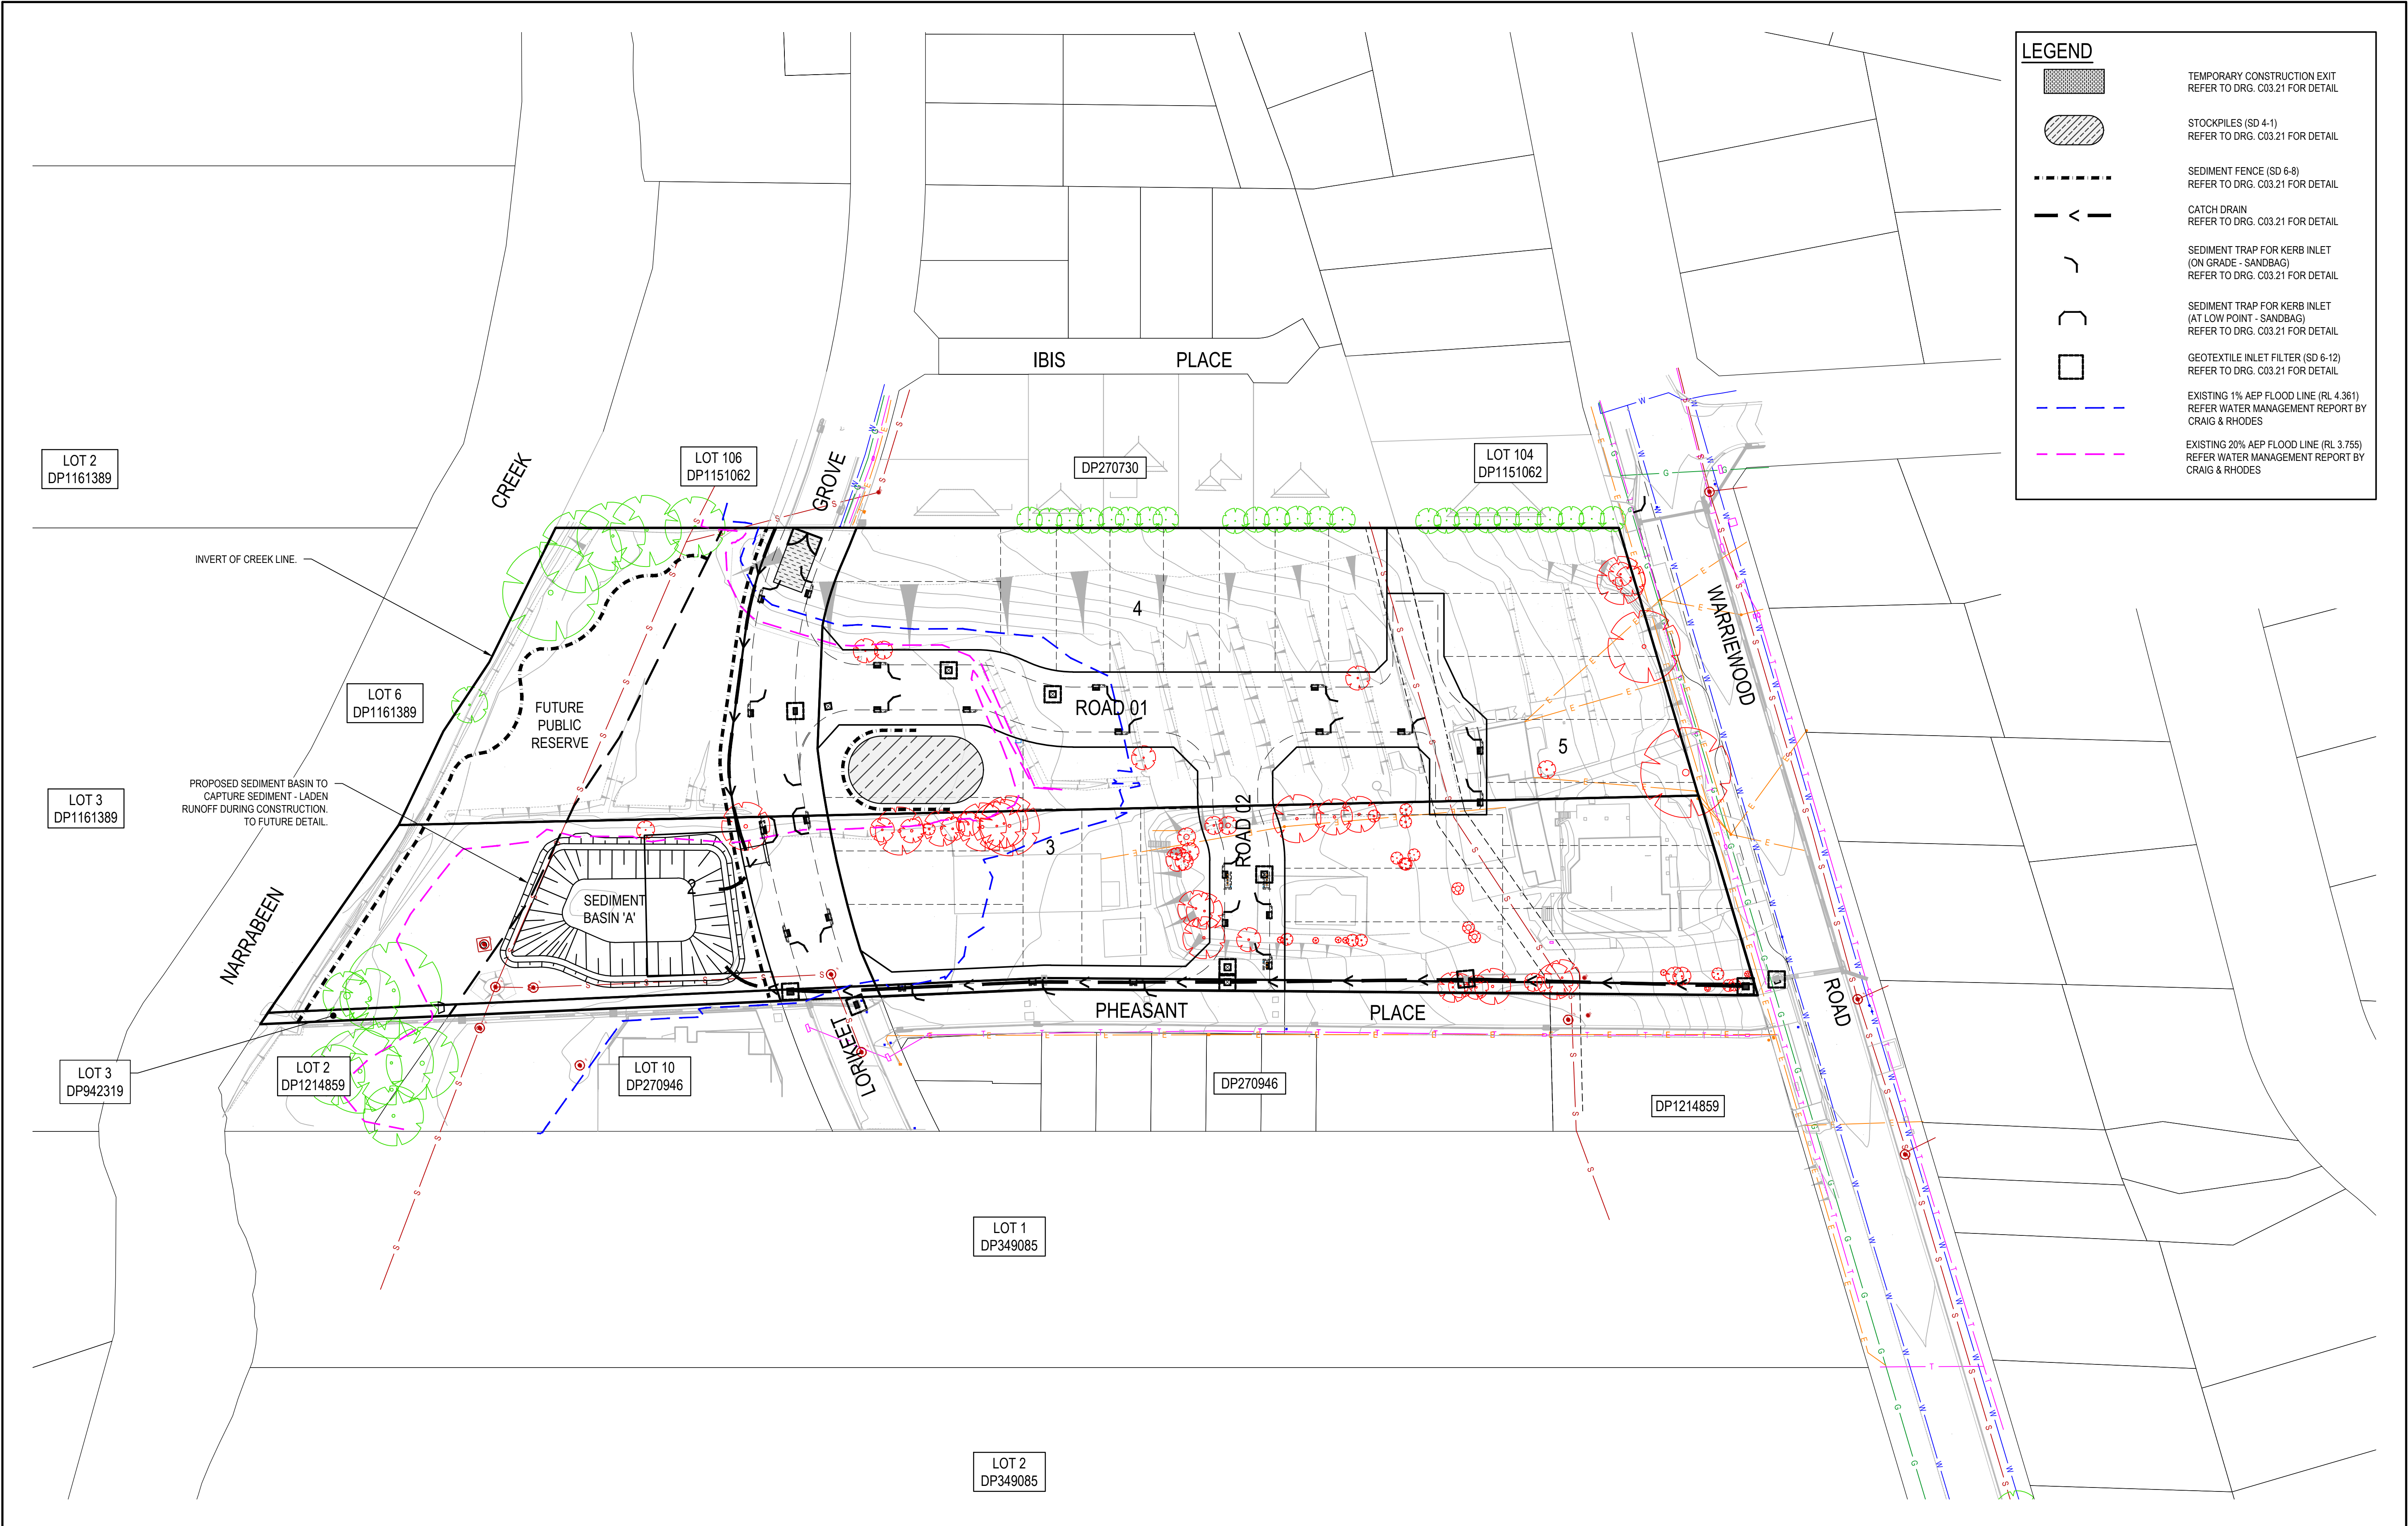 LEGEND
TEMPORARY CONSTRUCTION EXIT
REFER TO DRG. C03.21 FOR DETAIL
STOCKPILES (SD 4-1)
REFER TO DRG. C03.21 FOR DETAIL
SEDIMENT FENCE (SD 6-8)
REFER TO DRG. C03.21 FOR DETAIL
CATCH DRAIN
REFER TO DRG. C03.21 FOR DETAIL
SEDIMENT TRAP FOR KERB INLET
(ON GRADE - SANDBAG)
REFER TO DRG. C03.21 FOR DETAIL
SEDIMENT TRAP FOR KERB INLET
(AT LOW POINT - SANDBAG)
REFER TO DRG. C03.21 FOR DETAIL
GEOTEXTILE INLET FILTER (SD 6-12)
REFER TO DRG. C03.21 FOR DETAIL
EXISTING 1% AEP FLOOD LINE (RL 4.361)
REFER WATER MANAGEMENT REPORT BY
CRAIG & RHODES
EXISTING 20% AEP FLOOD LINE (RL 3.755)
REFER WATER MANAGEMENT REPORT BY
CRAIG & RHODES
IBIS PLACE
LOT 2
DP1161389
CREEK
LOT 106
DP1151062
GROVE
DP270730
LOT 104
DP1151062
INVERT OF CREEK LINE.
4
WARRIEWOOD
LOT 6
DP1161389
FUTURE
PUBLIC
RESERVE
ROAD 01
5
PROPOSED SEDIMENT BASIN TO
CAPTURE SEDIMENT - LADEN
RUNOFF DURING CONSTRUCTION.
TO FUTURE DETAIL.
LOT 3
DP1161389
ROAD 02
3
2
SEDIMENT
BASIN 'A'
NARRABEEN
ROAD
PHEASANT PLACE
LORIKEET
LOT 3
DP942319
LOT 2
DP1214859
LOT 10
DP270946
DP270946
DP1214859
LOT 1
DP349085
LOT 2
DP349085